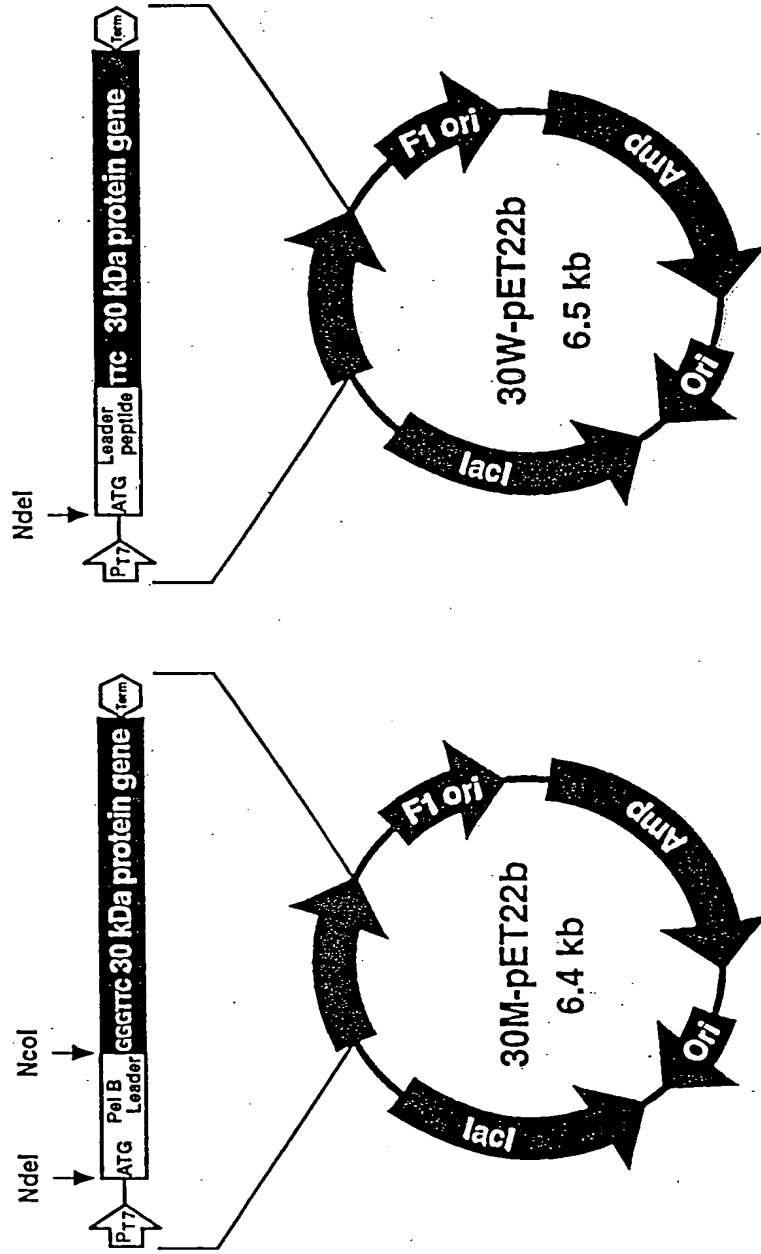 NdeI
NcoI
PT7
ATG
Pel B
Leader
GGGTTC 30 kDa protein gene
Term
F1 ori
Amp
Ori
lacI
30M-pET22b
6.4 kb
NdeI
PT7
ATG
Leader
peptide
TTC 30 kDa protein gene
Term
F1 ori
Amp
Ori
lacI
30W-pET22b
6.5 kb